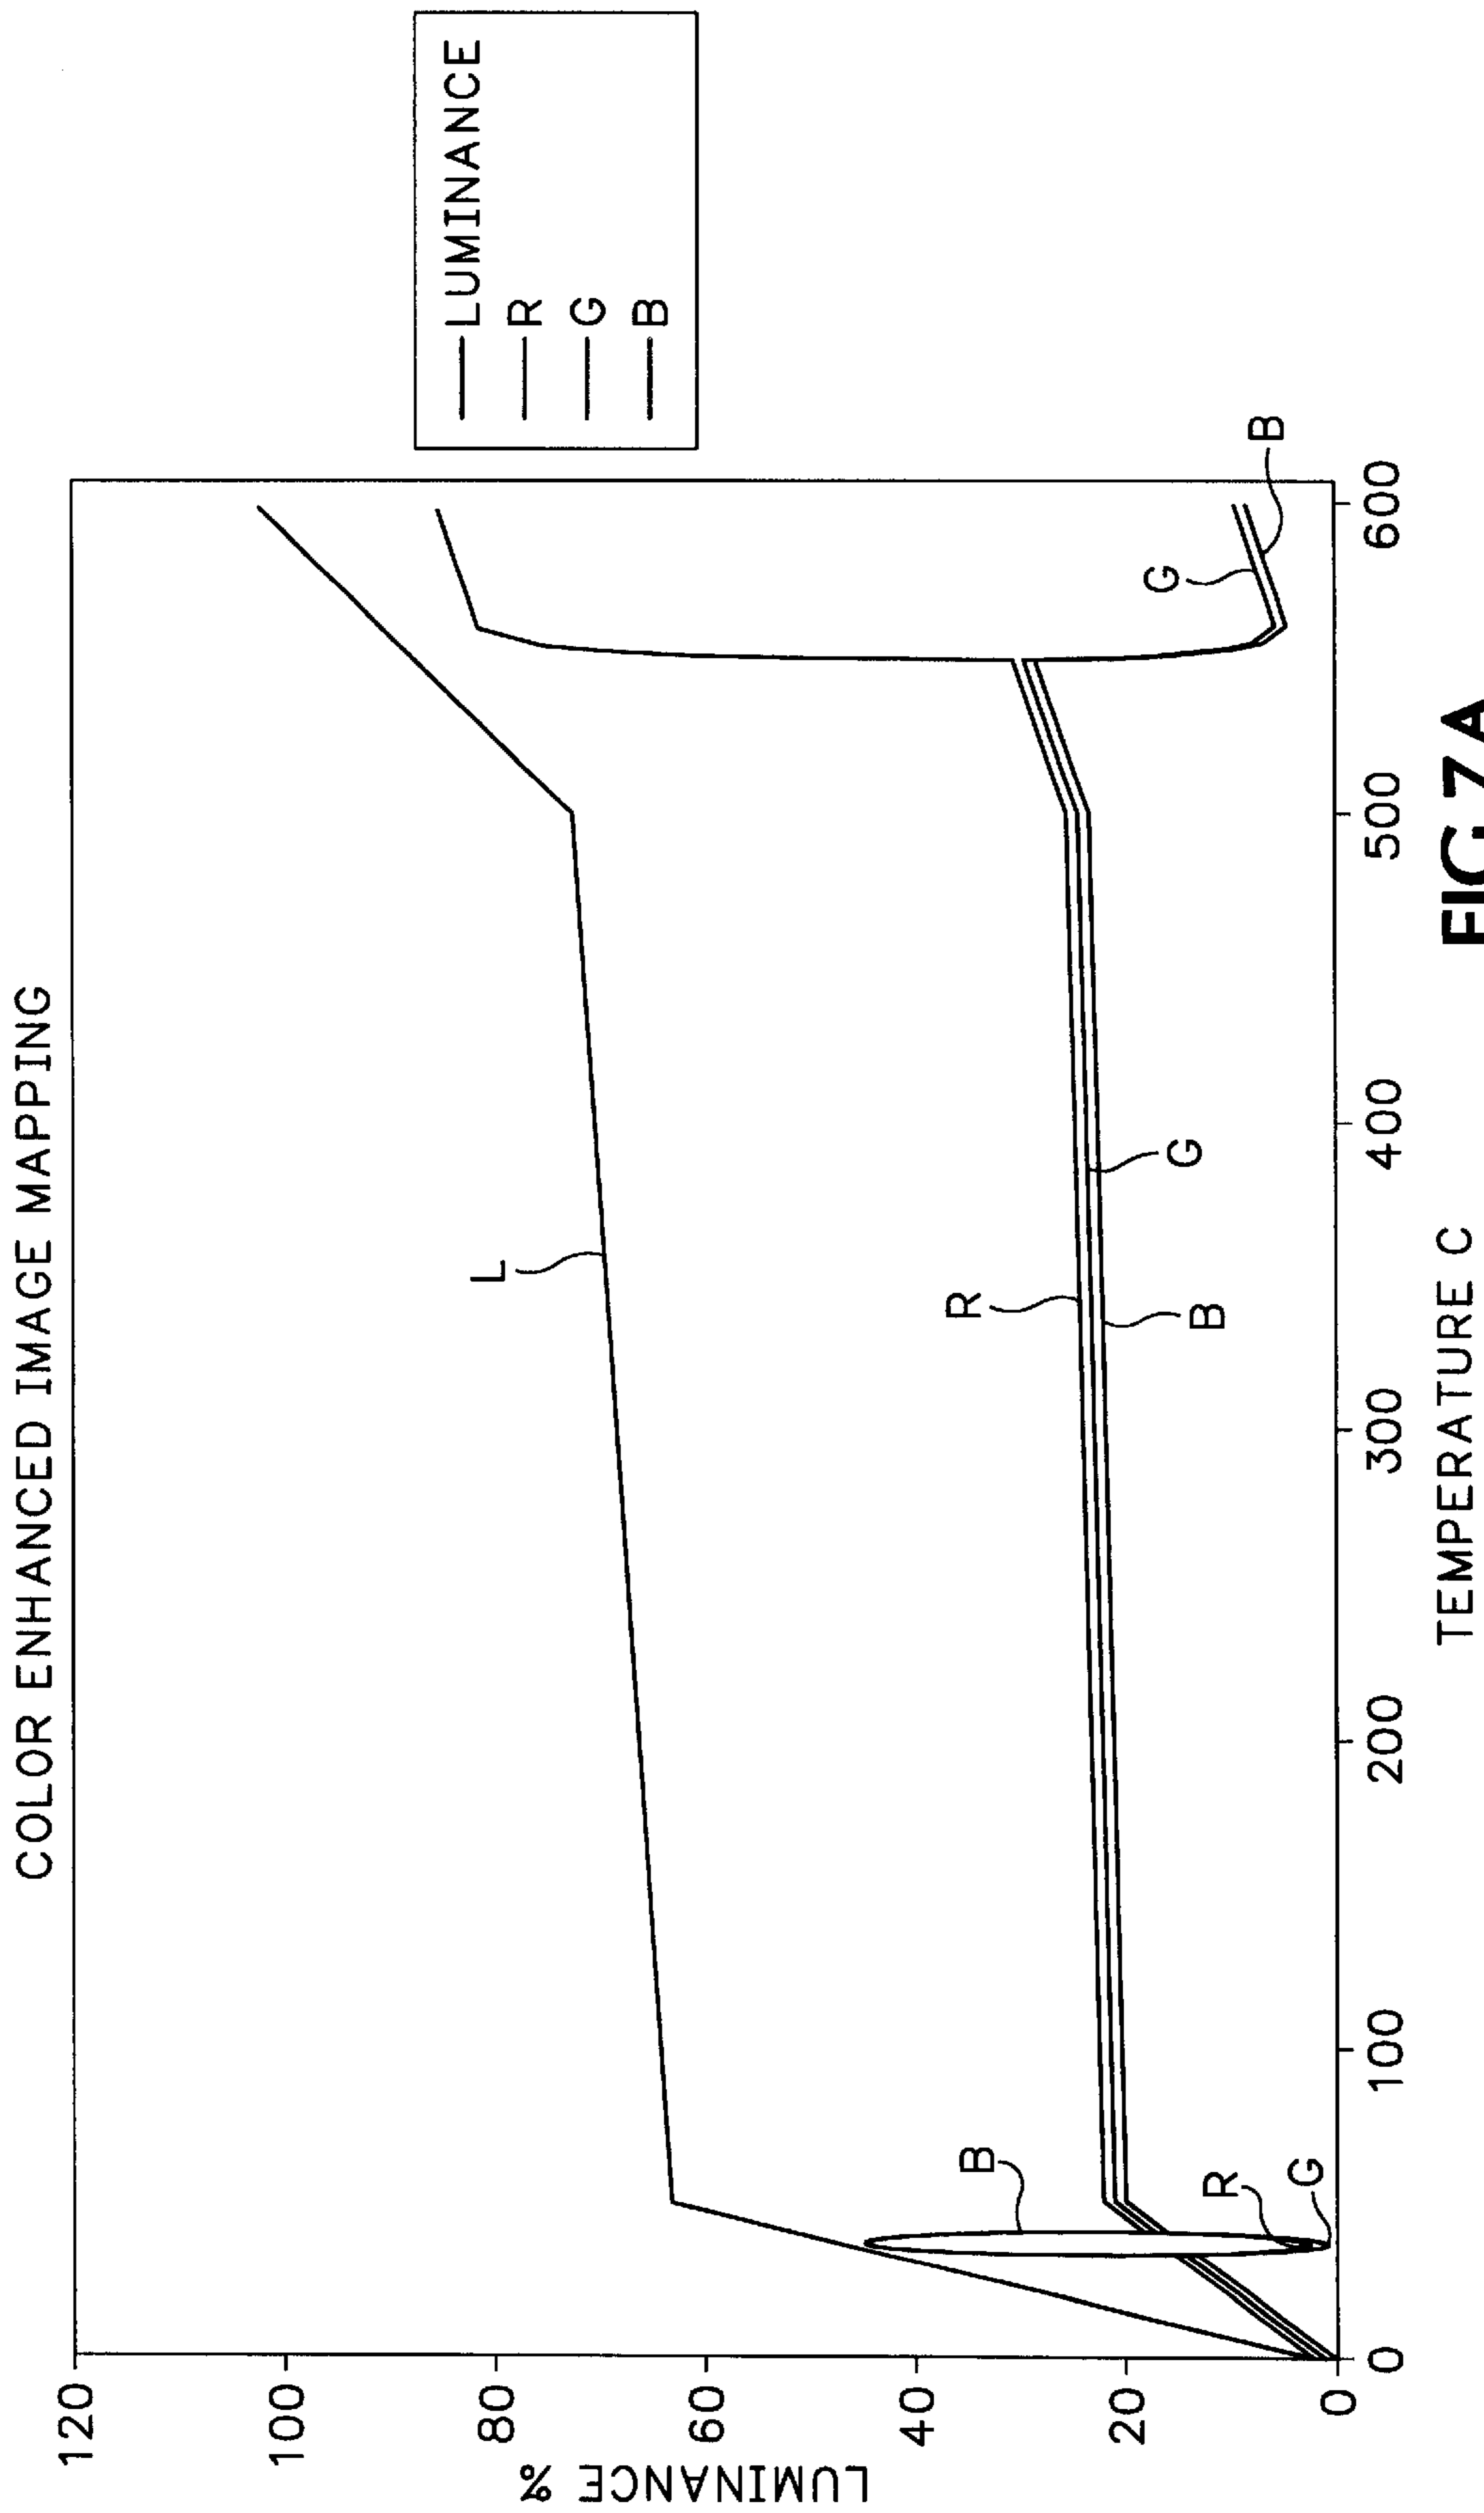 COLOR ENHANCED IMAGE MAPPING
120
100
80
60
40
20
0
LUMINANCE %
0
100
200
300
400
500
600
TEMPERATURE C
L
R
G
B
B
R
G
G
B
LUMINANCE
R
G
B
FIG. 7A